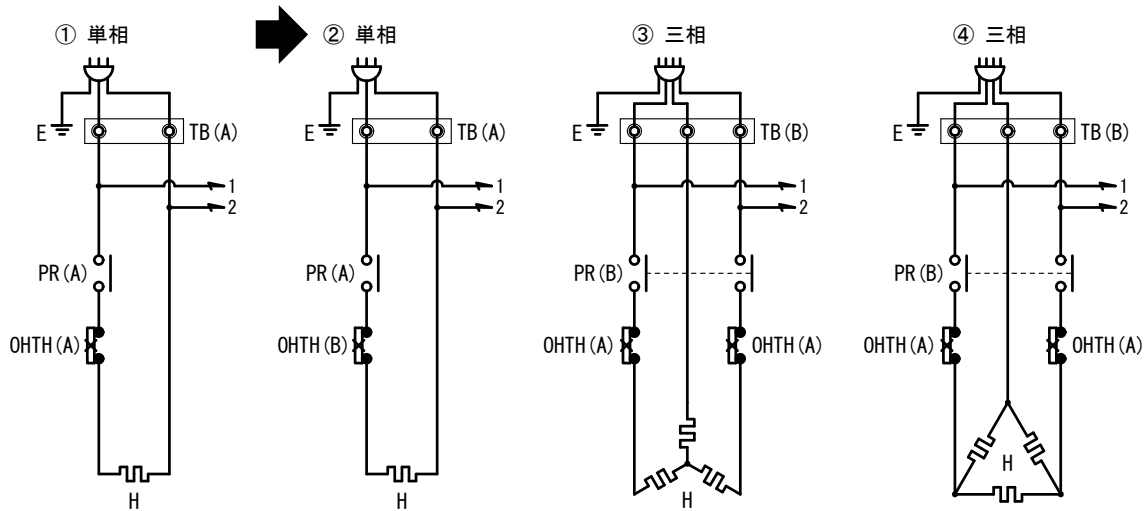 ① 単相
② 単相
③ 三相
④ 三相
E
TB(A)
E
TB(A)
E
TB(B)
E
TB(B)
1
1
1
1
2
2
2
2
PR(A)
PR(A)
PR(B)
PR(B)
OHTH(A)
OHTH(B)
OHTH(A)
OHTH(A)
OHTH(A)
OHTH(A)
H
H
H
H